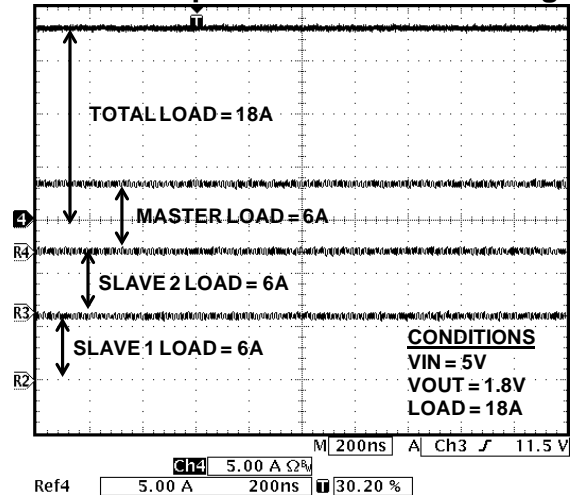 T
TOTAL LOAD = 18A
4
MASTER LOAD = 6A
R4
SLAVE 2 LOAD = 6A
R3
SLAVE 1 LOAD = 6A
R2
CONDITIONS
VIN = 5V
VOUT = 1.8V
LOAD = 18A
M 200ns A Ch3 ʃ 11.5 V
Ch4 5.00 A Ω BW
Ref4 5.00 A 200ns T 30.20 %